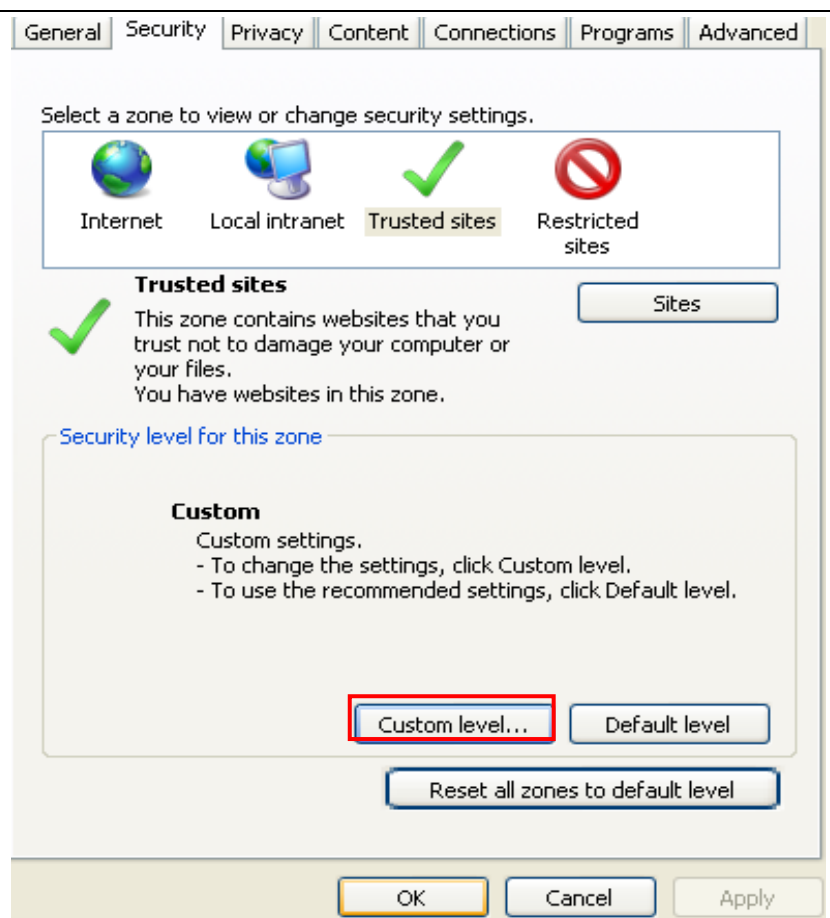 General Security Privacy Content Connections Programs Advanced
Select a zone to view or change security settings.
Internet Local intranet Trusted sites Restricted
sites
Trusted sites
Sites
This zone contains websites that you
trust not to damage your computer or
your files.
You have websites in this zone.
Security level for this zone
Custom
Custom settings.
- To change the settings, click Custom level.
- To use the recommended settings, click Default level.
Custom level... Default level
Reset all zones to default level
OK Cancel Apply